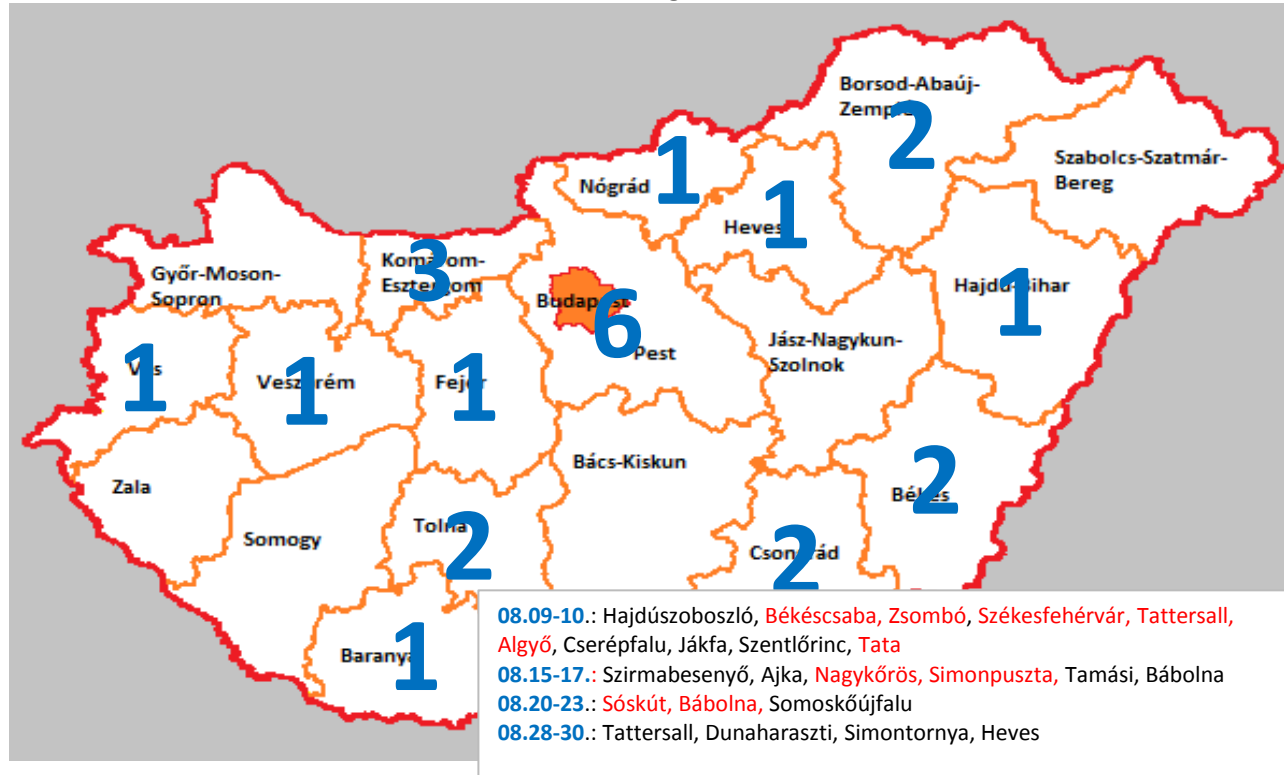 Borsod-Abaúj-
Zemplén
2
Szabolcs-Szatmár-
Bereg
Nógrád
1
Heves
1
Komárom-
Esztergom
3
Győr-Moson-
Sopron
Budapest
6
Pest
Hajdú-Bihar
1
Jász-Nagykun-
Szolnok
Vas
1
Veszprém
1
Fejér
1
Bács-Kiskun
Zala
Békés
2
Somogy
Tolna
2
Csongrád
2
Baranya
1
08.09-10.: Hajdúszoboszló, Békéscsaba, Zsombó, Székesfehérvár, Tattersall,
Algyő, Cserépfalu, Jákfa, Szentlőrinc, Tata
08.15-17.: Szirmabesenyő, Ajka, Nagykőrös, Simonpuszta, Tamási, Bábolna
08.20-23.: Sóskút, Bábolna, Somoskőújfalu
08.28-30.: Tattersall, Dunaharaszti, Simontornya, Heves